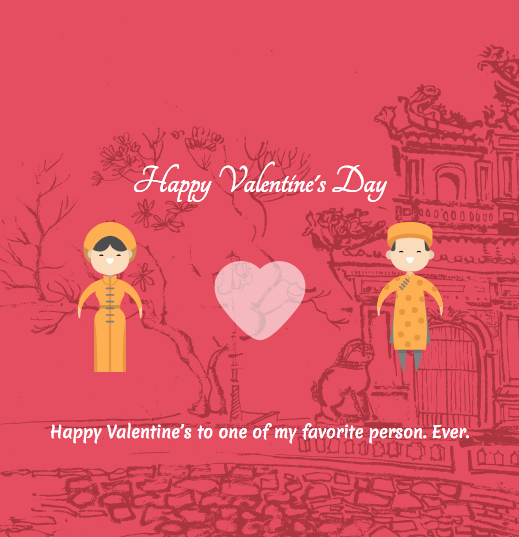 Happy Valentine's Day
Happy Valentine's to one of my favorite person. Ever.